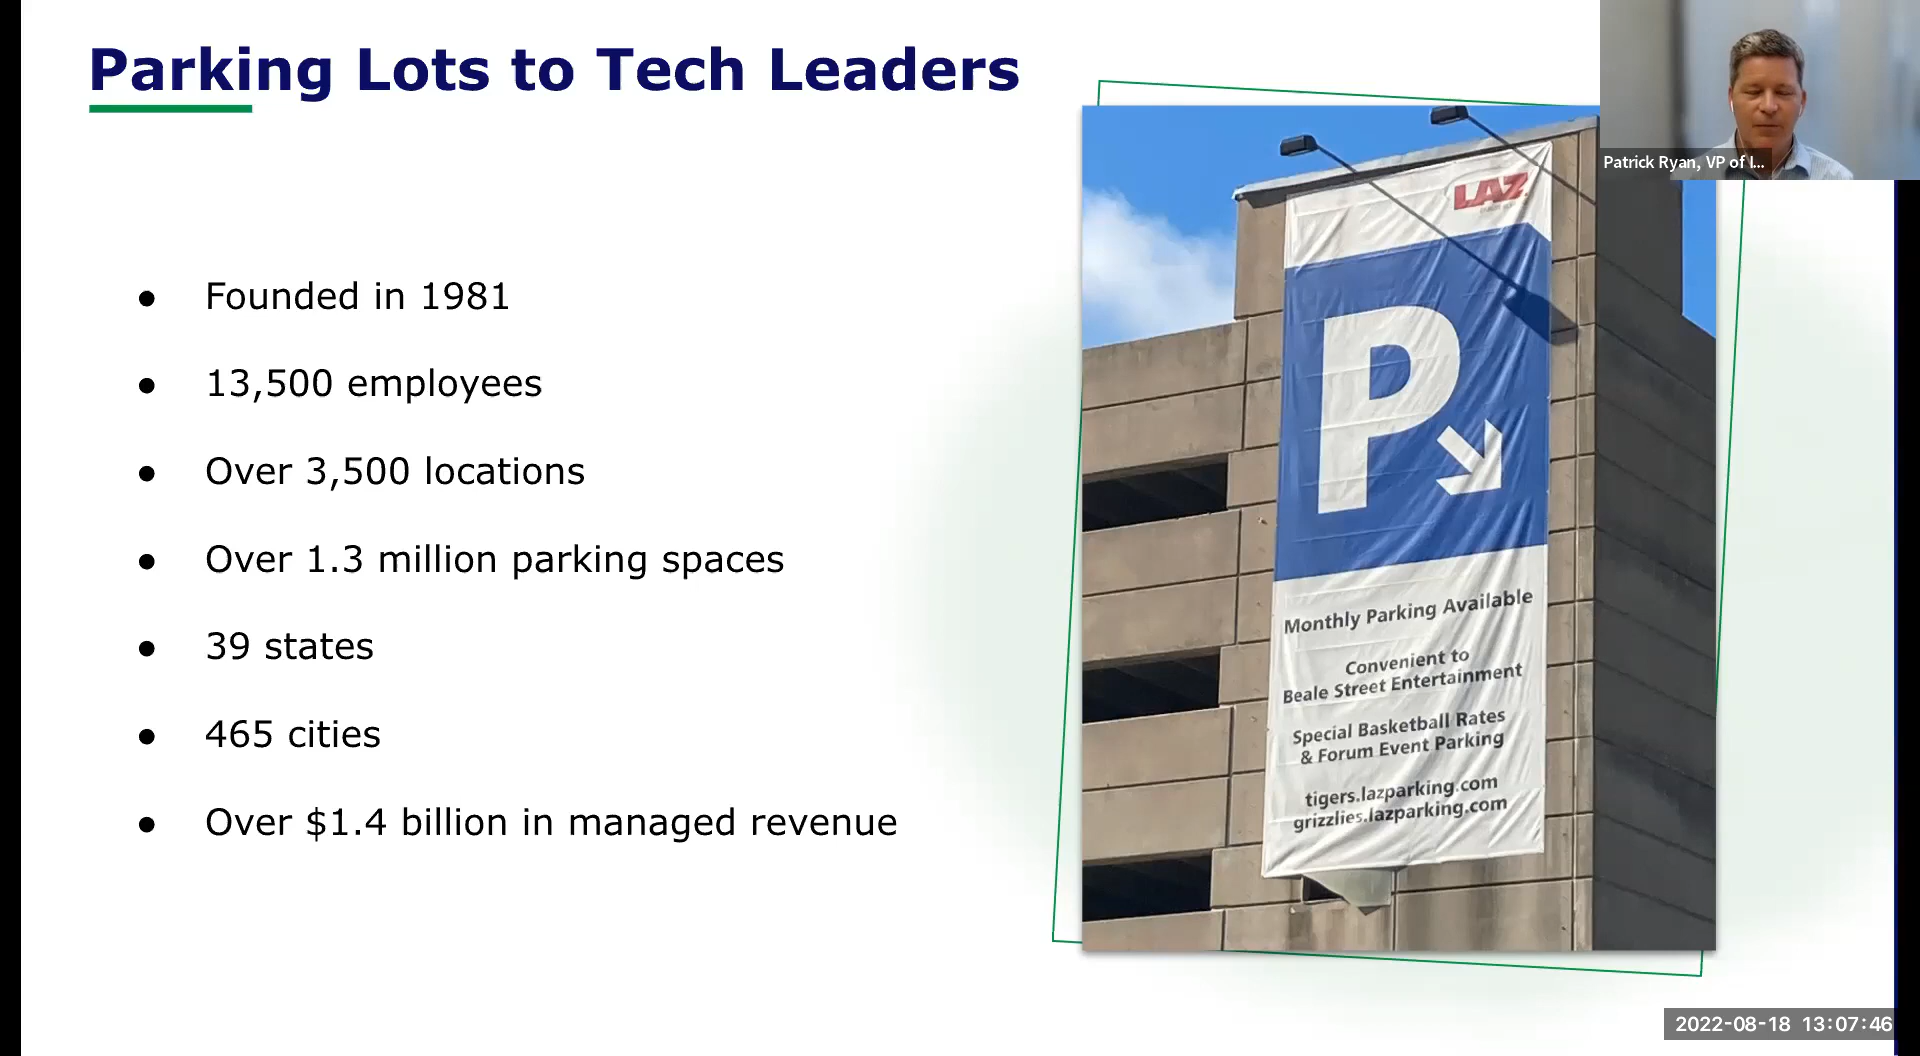 Parking Lots to Tech Leaders
● Founded in 1981
● 13,500 employees
● Over 3,500 locations
● Over 1.3 million parking spaces
● 39 states
● 465 cities
● Over $1.4 billion in managed revenue
LAZ
P
Monthly Parking Available
Convenient to
Beale Street Entertainment
Special Basketball Rates
& Forum Event Parking
tigers.lazparking.com
grizzlies.lazparking.com
Patrick Ryan, VP of I...
2022-08-18 13:07:46